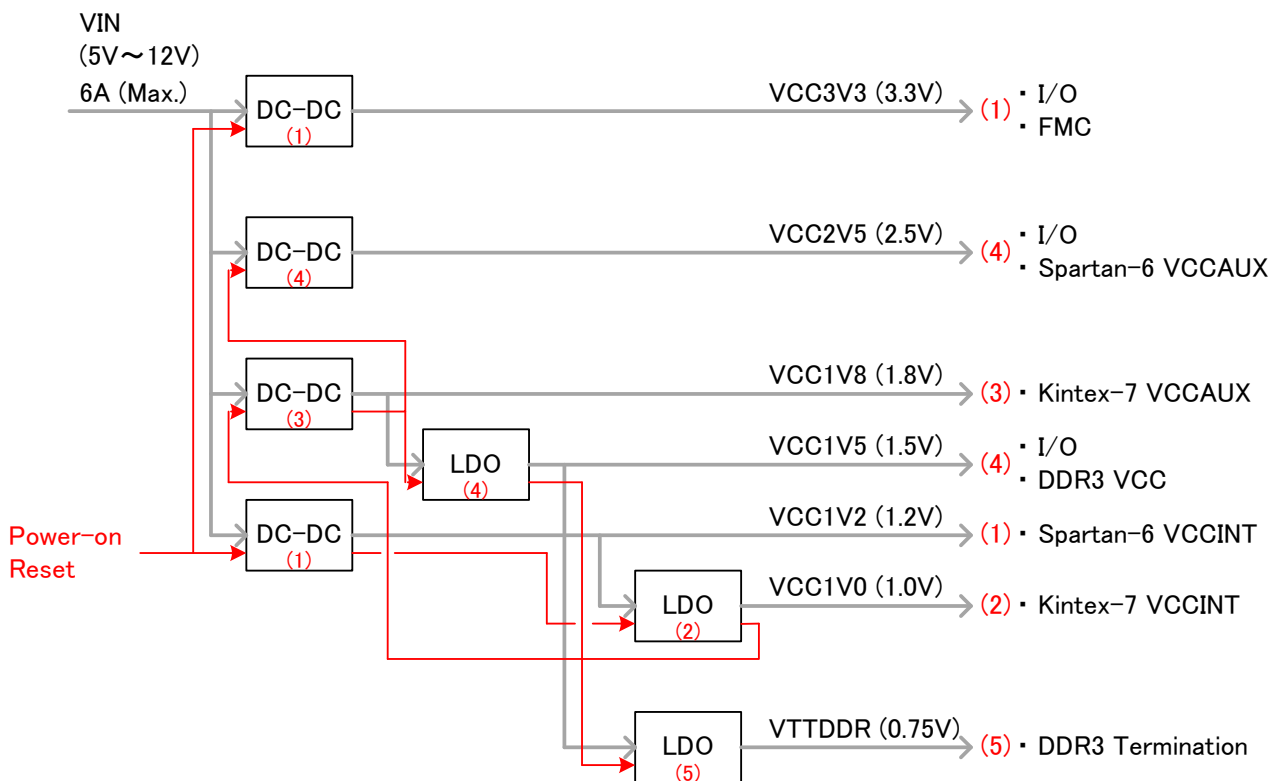 VIN
(5V～12V)
6A (Max.)
DC-DC
(1)
VCC3V3 (3.3V)
(1)・I/O
・FMC
DC-DC
(4)
VCC2V5 (2.5V)
(4)・I/O
・Spartan-6 VCCAUX
DC-DC
(3)
VCC1V8 (1.8V)
(3)・Kintex-7 VCCAUX
LDO
(4)
VCC1V5 (1.5V)
(4)・I/O
・DDR3 VCC
Power-on
Reset
DC-DC
(1)
VCC1V2 (1.2V)
(1)・Spartan-6 VCCINT
LDO
(2)
VCC1V0 (1.0V)
(2)・Kintex-7 VCCINT
LDO
(5)
VTTDDR (0.75V)
(5)・DDR3 Termination